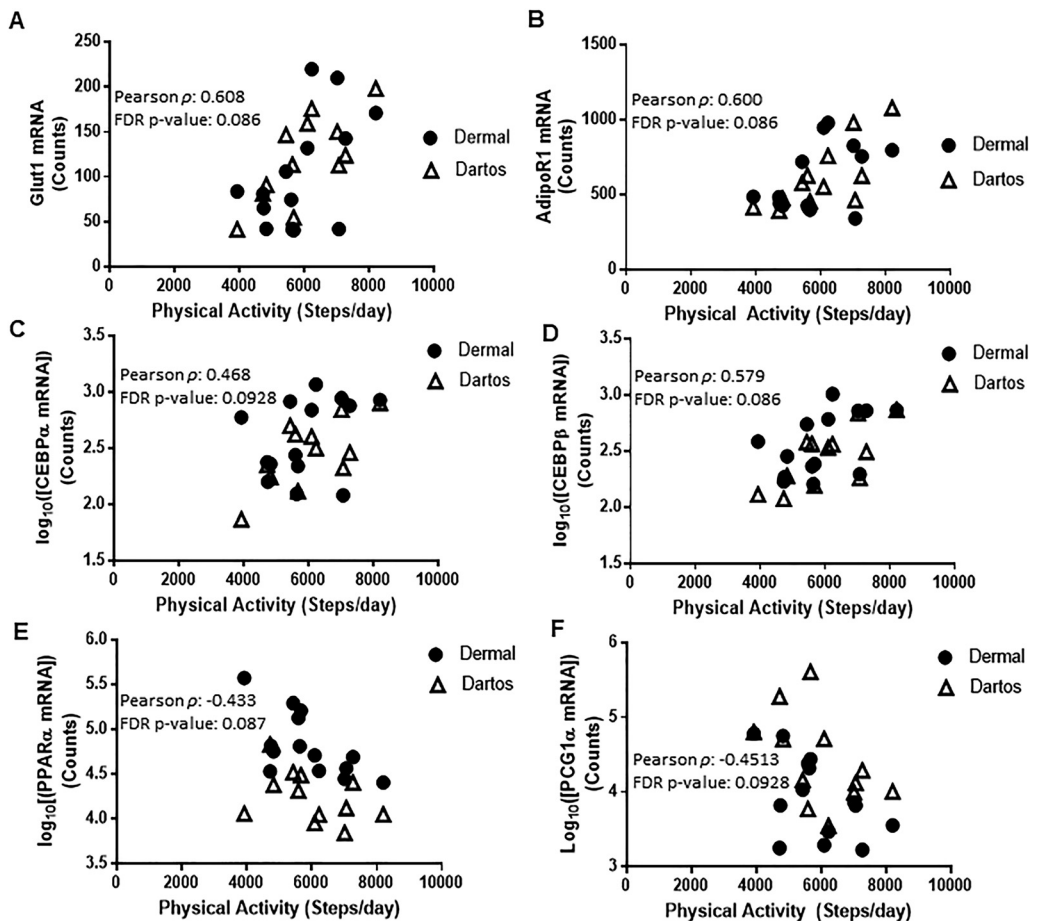 A
Glut1 mRNA
(Counts)
250
200
150
100
50
0
Pearson ρ: 0.608
FDR p-value: 0.086
Dermal
Dartos
0 2000 4000 6000 8000 10000
Physical Activity (Steps/day)
B
AdipoR1 mRNA
(Counts)
1500
1000
500
0
Pearson ρ: 0.600
FDR p-value: 0.086
Dermal
Dartos
0 2000 4000 6000 8000 10000
Physical Activity (Steps/day)
C
log₁₀([CEBPα mRNA])
(Counts)
3.5
3.0
2.5
2.0
1.5
Pearson ρ: 0.468
FDR p-value: 0.0928
Dermal
Dartos
0 2000 4000 6000 8000 10000
Physical Activity (Steps/day)
D
log₁₀([CEBPβ mRNA])
(Counts)
3.5
3.0
2.5
2.0
1.5
Pearson ρ: 0.579
FDR p-value: 0.086
Dermal
Dartos
0 2000 4000 6000 8000 10000
Physical Activity (Steps/day)
E
log₁₀[(PPARα mRNA])
(Counts)
6.0
5.5
5.0
4.5
4.0
3.5
Pearson ρ: -0.433
FDR p-value: 0.087
Dermal
Dartos
0 2000 4000 6000 8000 10000
Physical Activity (Steps/day)
F
Log₁₀([PCG1α mRNA])
(Counts)
6
5
4
3
Pearson ρ: -0.4513
FDR p-value: 0.0928
Dermal
Dartos
0 2000 4000 6000 8000 10000
Physical Activity (Steps/day)